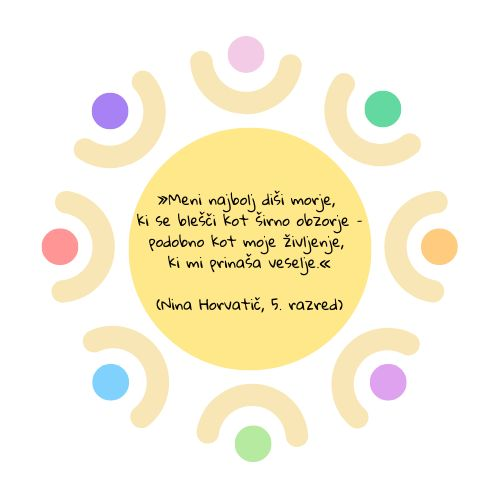 »Meni najbolj diši morje,
ki se blešči kot širno obzorje -
podobno kot moje življenje,
ki mi prinaša veselje.«
(Nina Horvatič, 5. razred)